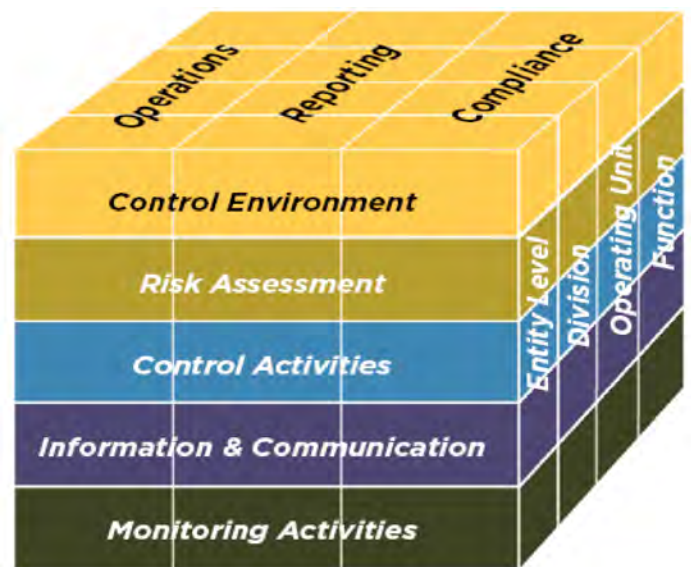 Operations
Reporting
Compliance
Control Environment
Risk Assessment
Control Activities
Information & Communication
Monitoring Activities
Entity Level
Division
Operating Unit
Function